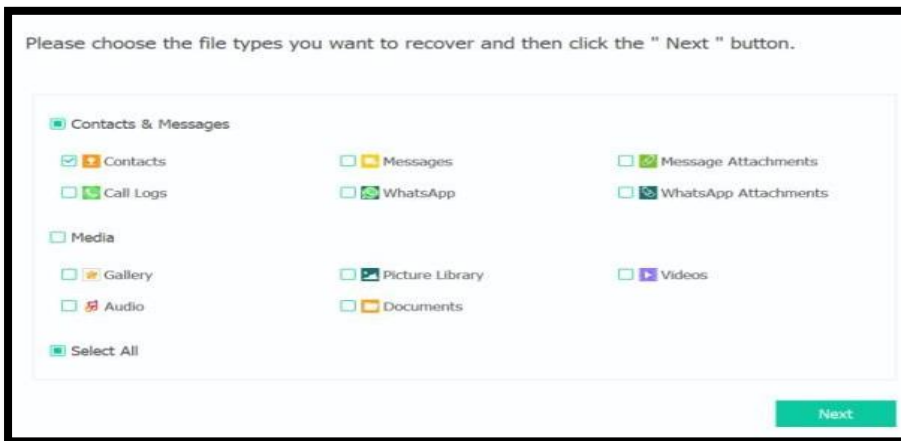 Please choose the file types you want to recover and then click the " Next " button.
Contacts & Messages
Contacts Messages Message Attachments
Call Logs WhatsApp WhatsApp Attachments
Media
Gallery Picture Library Videos
Audio Documents
Select All
Next